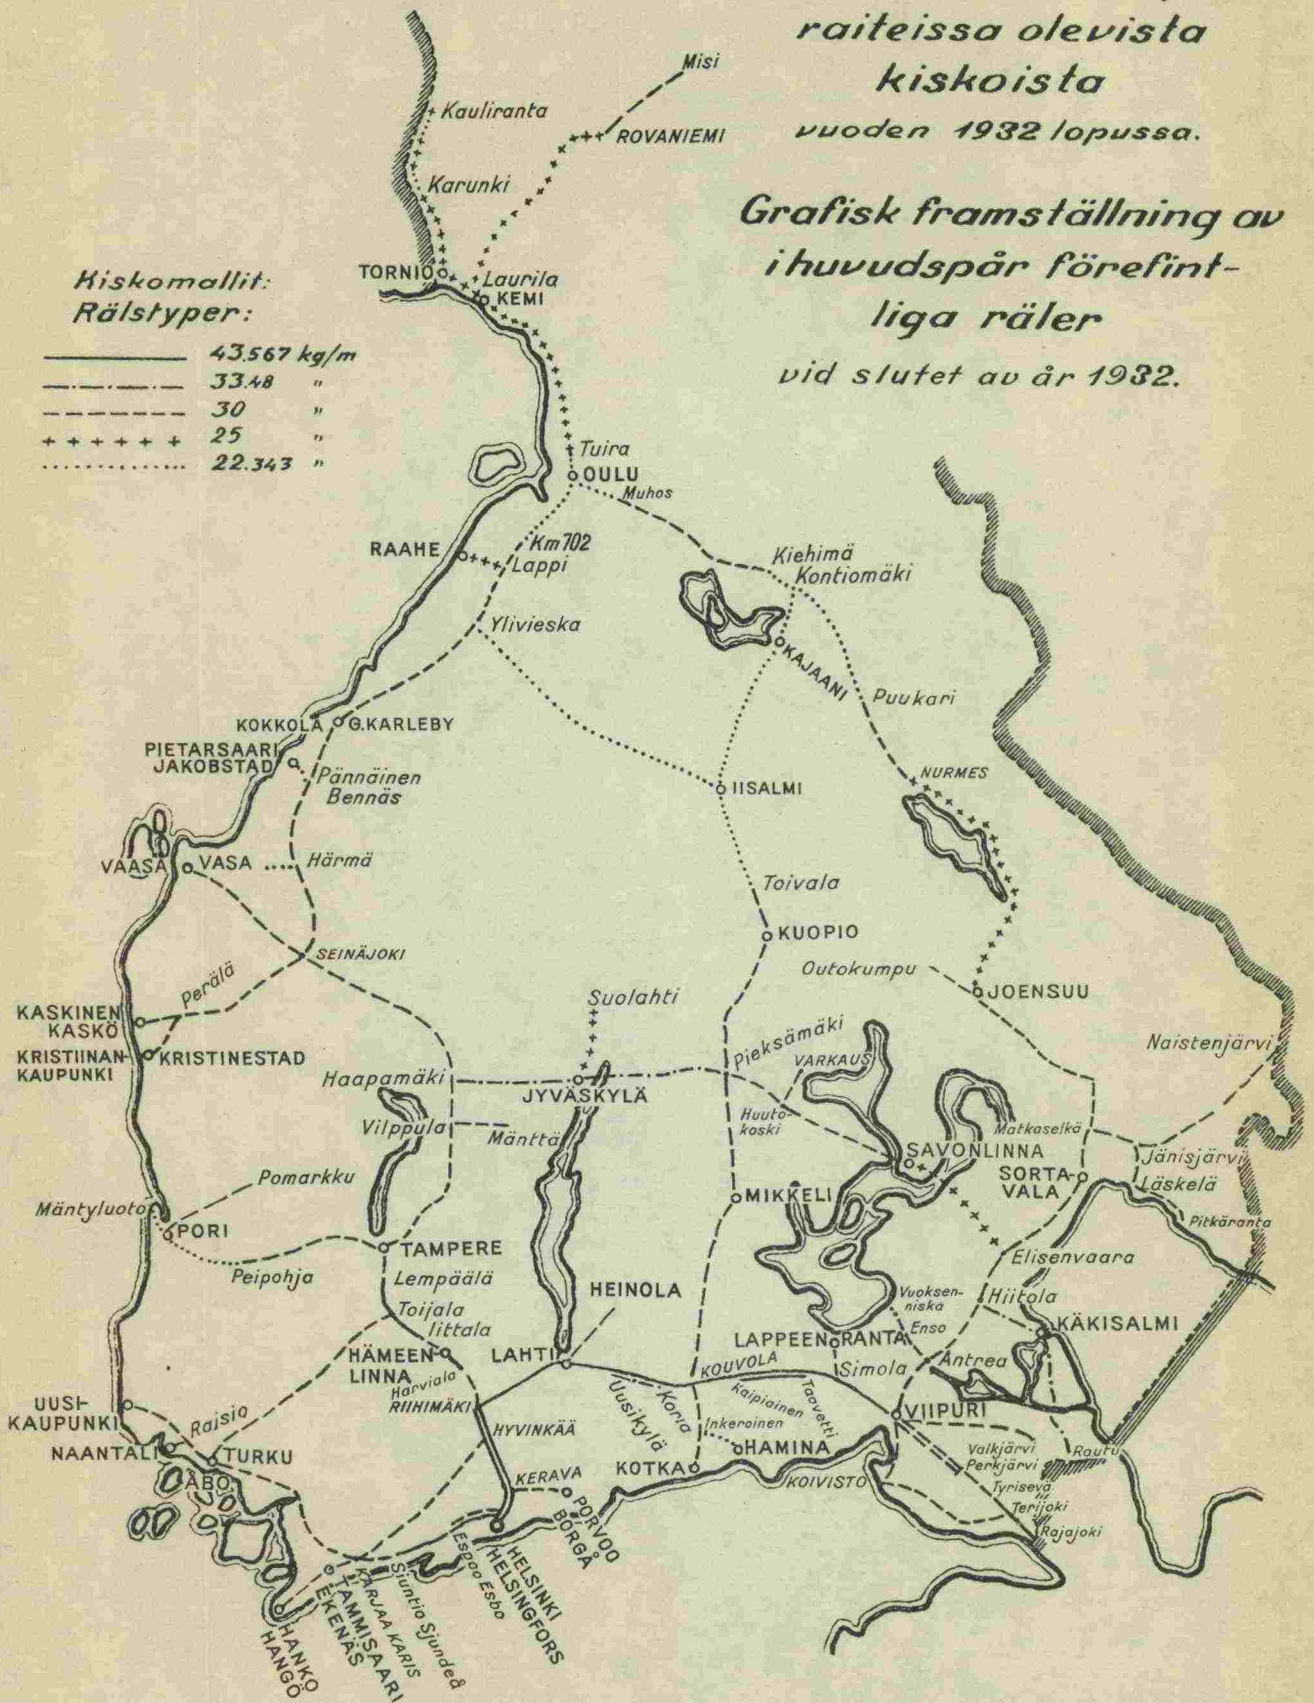 raiteissa olevista
kiskoista
vuoden 1932 lopussa.
Grafisk framställning av
i huvudspår förefint-
liga räler
vid slutet av år 1932.
Kiskomallit:
Rälstyper:
43.567 kg/m
33.48 "
30 "
25 "
22.343 "
Misi
Kauliranta
ROVANIEMI
Karunki
TORNIO
Laurila
KEMI
Tuira
OULU
Muhos
RAAHE
Km 702
Lappi
Kiehimä
Kontiomäki
Ylivieska
KAJAANI
Puukari
KOKKOLA
G.KARLEBY
PIETARSAARI
JAKOBSTAD
Pännäinen
Bennäs
IISALMI
NURMES
VAASA
VASA
Härmä
Toivala
KUOPIO
SEINÄJOKI
Outokumpu
JOENSUU
Perälä
KASKINEN
KASKÖ
Suolahti
KRISTIINAN-
KAUPUNKI
KRISTINESTAD
Pieksämäki
VARKAUS
Naistenjärvi
Haapamäki
JYVÄSKYLÄ
Huuto-
koski
Vilppula
Mänttä
Matkaselkä
SAVONLINNA
SORTA-
VALA
Jänisjärvi
Läskelä
Pitkäranta
Pomarkku
MIKKELI
Mäntyluoto
PORI
TAMPERE
Peipohja
Lempäälä
Elisenvaara
HEINOLA
Vuoksen-
niska
Hiitola
Toijala
Iittala
Enso
KÄKISALMI
LAPPEENRANTA
HÄMEEN-
LINNA
LAHTI
KOUVOLA
Simola
Antrea
Harviala
RIIHIMÄKI
Uusikylä
Koria
Kaipiainen
Taavetti
UUSI-
KAUPUNKI
Raisio
VIIPURI
HYVINKÄÄ
Inkeroinen
NAANTALI
TURKU
ÅBO
HAMINA
Valkjärvi
Perkjärvi
Rautu
KERAVA
KOTKA
KOIVISTO
Tyrisevä
Terijoki
Rajajoki
PORVOO
BORGÅ
HELSINKI
HELSINGFORS
Espoo Esbo
Siuntio Sjundeå
KARJAA KARIS
TAMMISAARI
EKENÄS
HANKO
HANGÖ